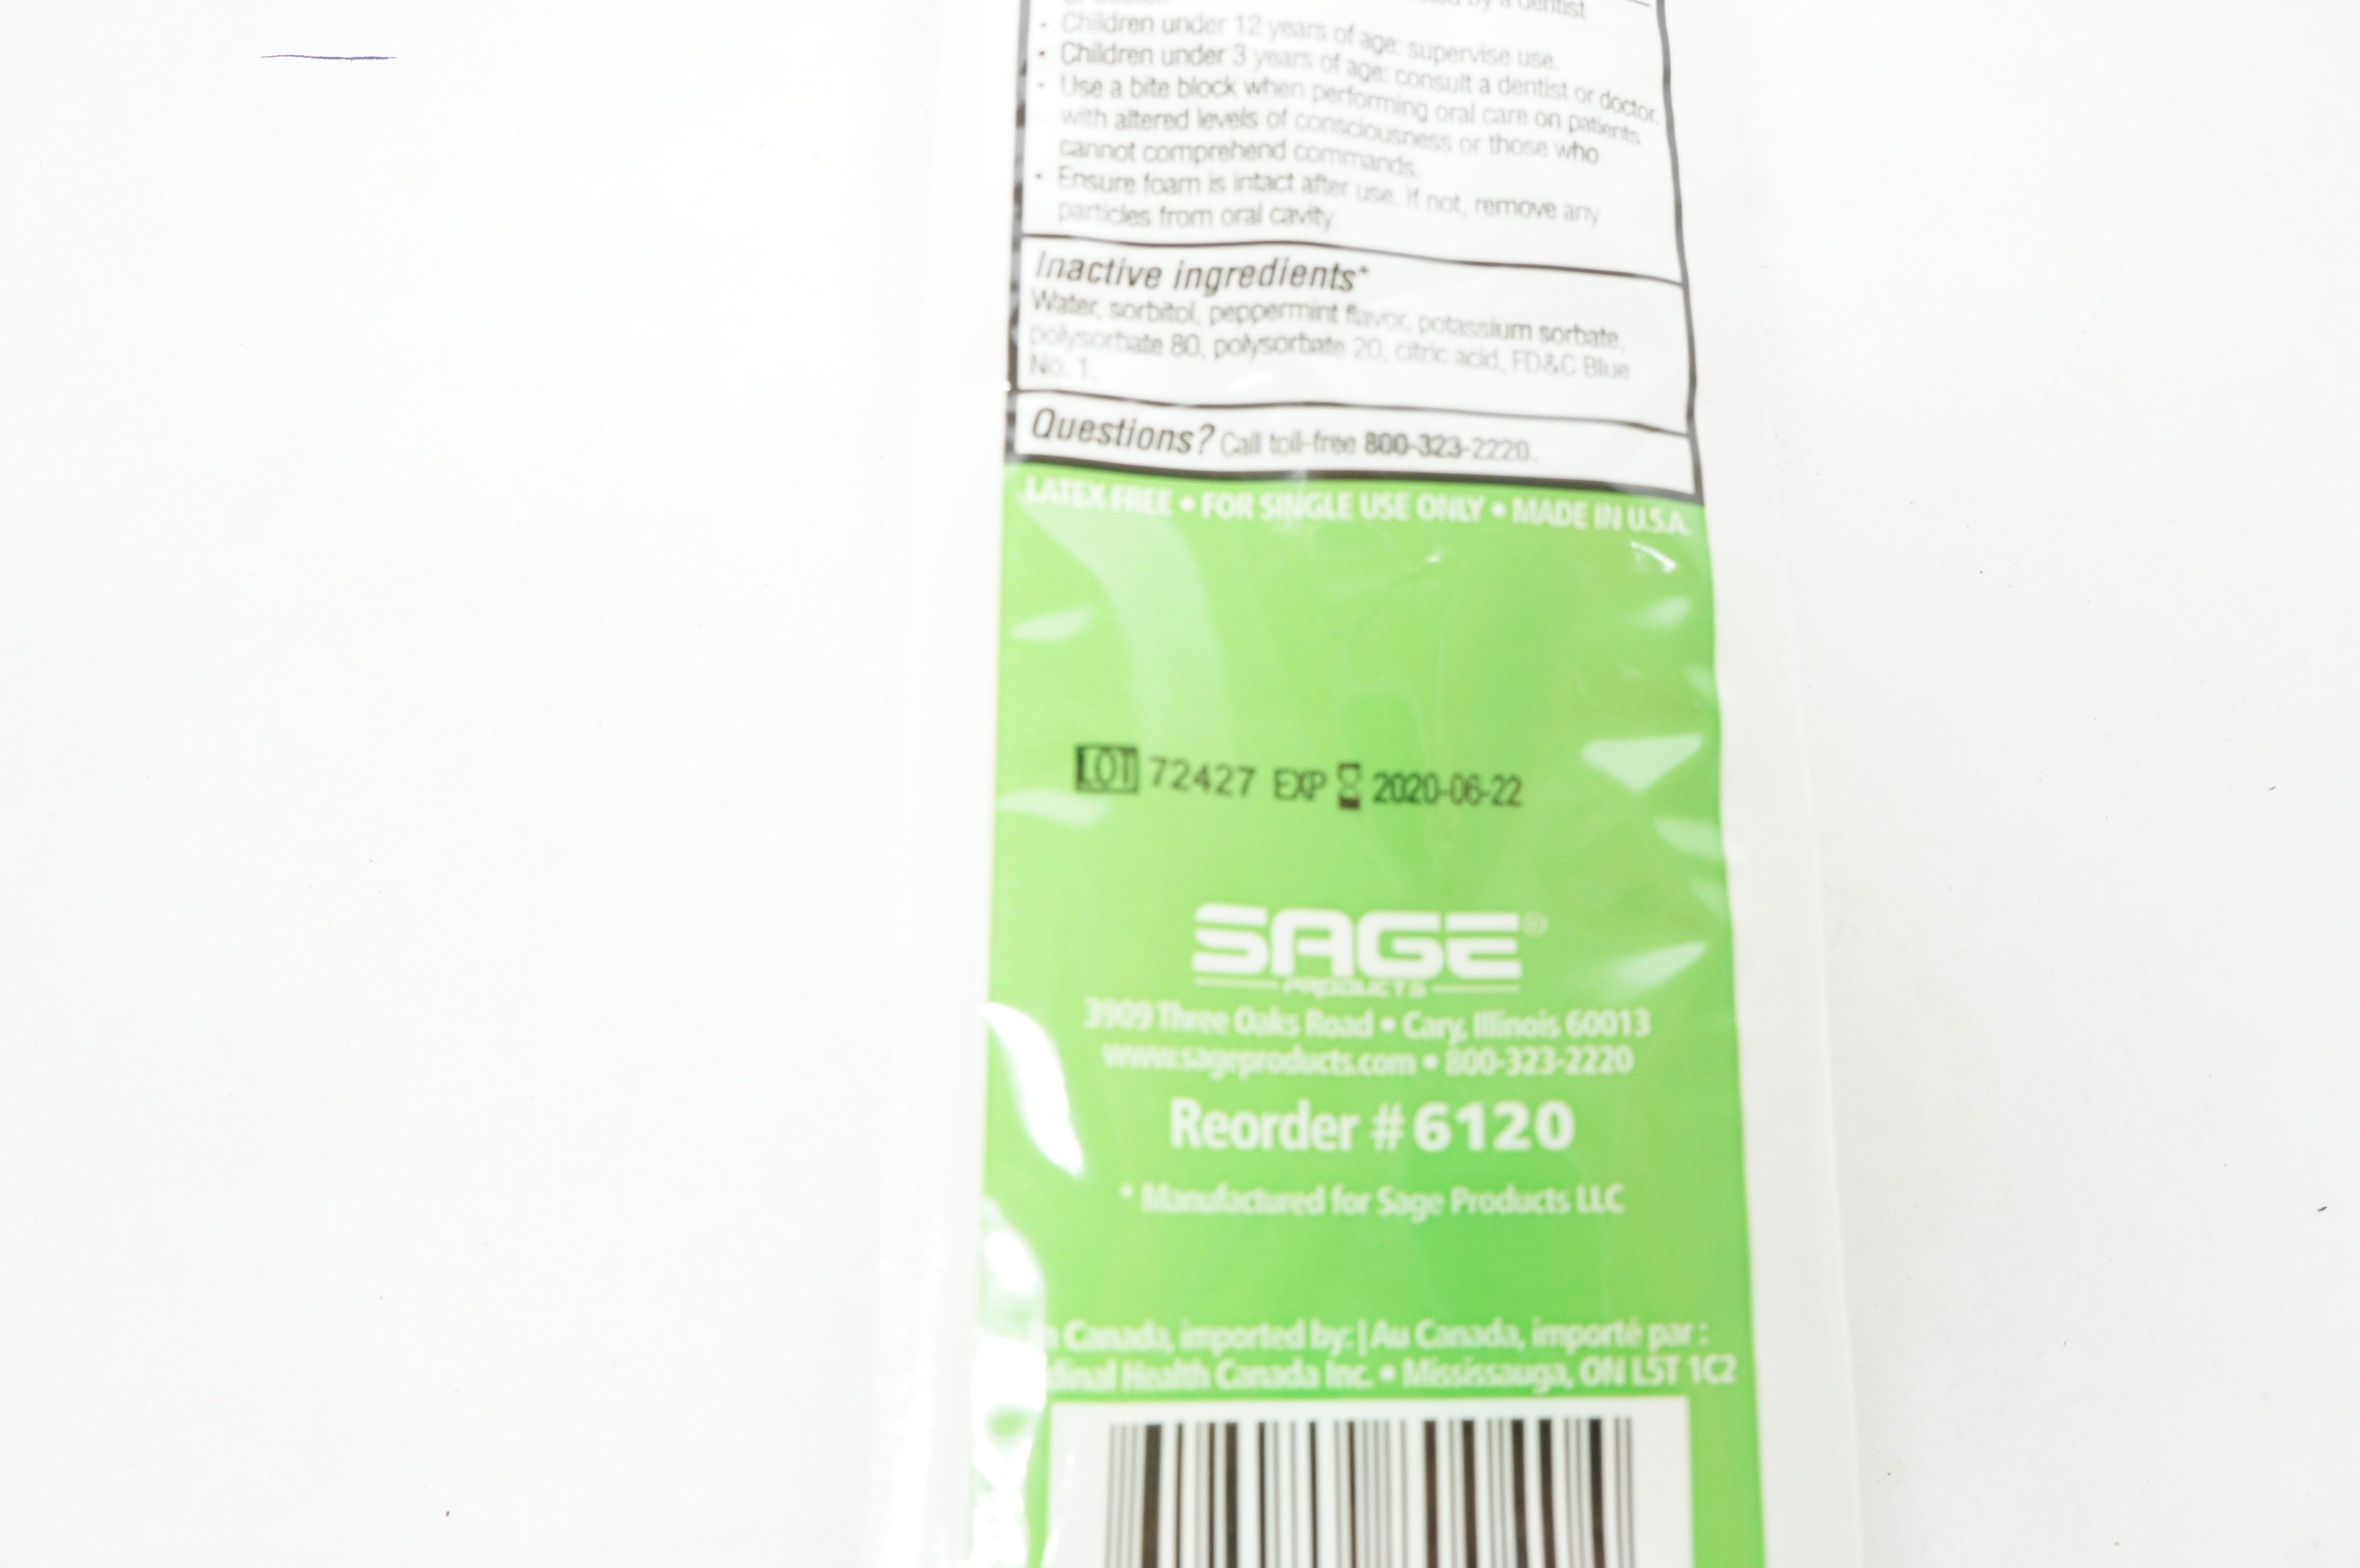 by a dentist
• Children under 12 years of age: supervise use.
• Children under 3 years of age: consult a dentist or doctor.
• Use a bite block when performing oral care on patients
with altered levels of consciousness or those who
cannot comprehend commands.
• Ensure foam is intact after use. If not, remove any
particles from oral cavity.
Inactive ingredients*
Water, sorbitol, peppermint flavor, potassium sorbate,
polysorbate 80, polysorbate 20, citric acid, FD&C Blue
No. 1.
Questions? Call toll-free 800-323-2220.
LATEX FREE • FOR SINGLE USE ONLY • MADE IN U.S.A.
LOT 72427 EXP 2020-06-22
SAGE®
PRODUCTS
3909 Three Oaks Road • Cary, Illinois 60013
www.sageproducts.com • 800-323-2220
Reorder #6120
* Manufactured for Sage Products LLC
Canada, imported by: | Au Canada, importé par :
dinal Health Canada Inc. • Mississauga, ON L5T 1C2